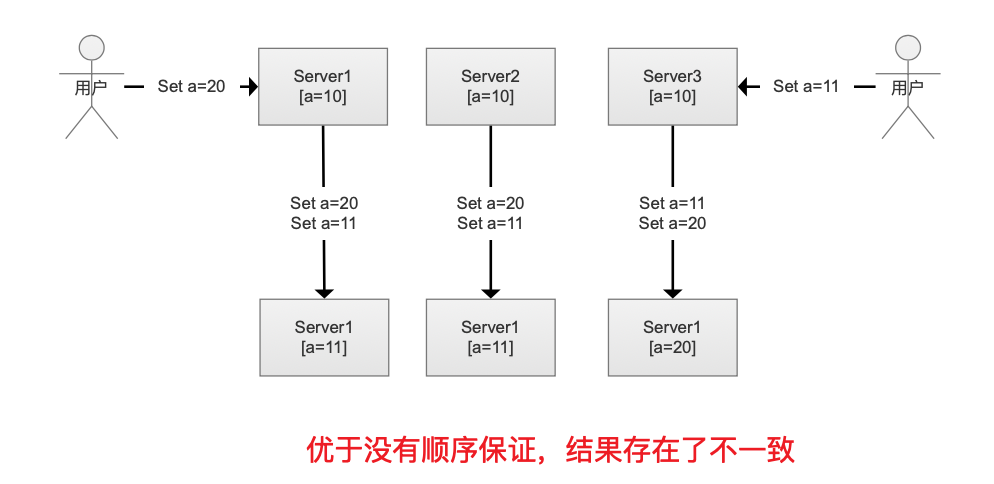 用户
Set a=20
Server1
[a=10]
Server2
[a=10]
Server3
[a=10]
Set a=11
用户
Set a=20
Set a=11
Set a=20
Set a=11
Set a=11
Set a=20
Server1
[a=11]
Server1
[a=11]
Server1
[a=20]
优于没有顺序保证，结果存在了不一致